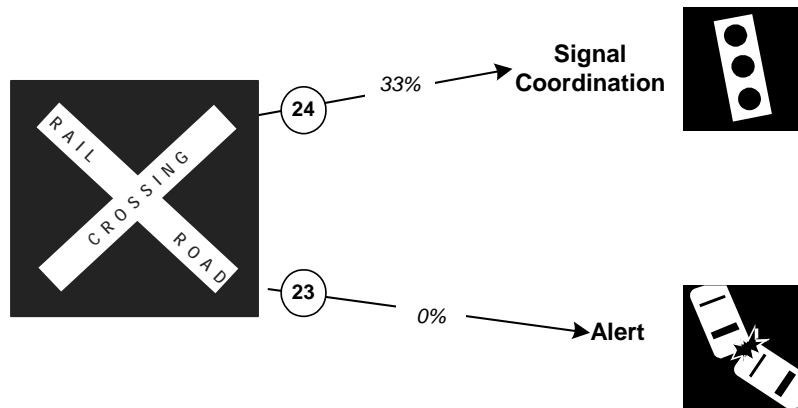 RAIL
CROSSING
ROAD
24
33%
Signal
Coordination
23
0%
Alert